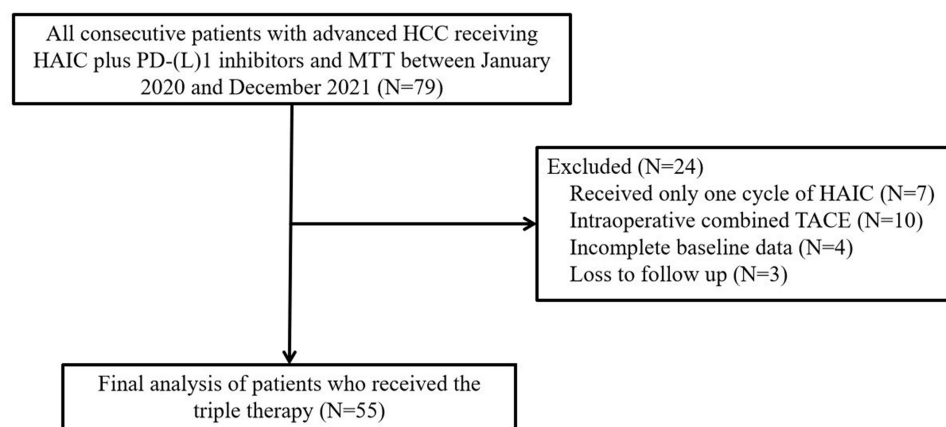 All consecutive patients with advanced HCC receiving
HAIC plus PD-(L)1 inhibitors and MTT between January
2020 and December 2021 (N=79)
Excluded (N=24)
Received only one cycle of HAIC (N=7)
Intraoperative combined TACE (N=10)
Incomplete baseline data (N=4)
Loss to follow up (N=3)
Final analysis of patients who received the
triple therapy (N=55)